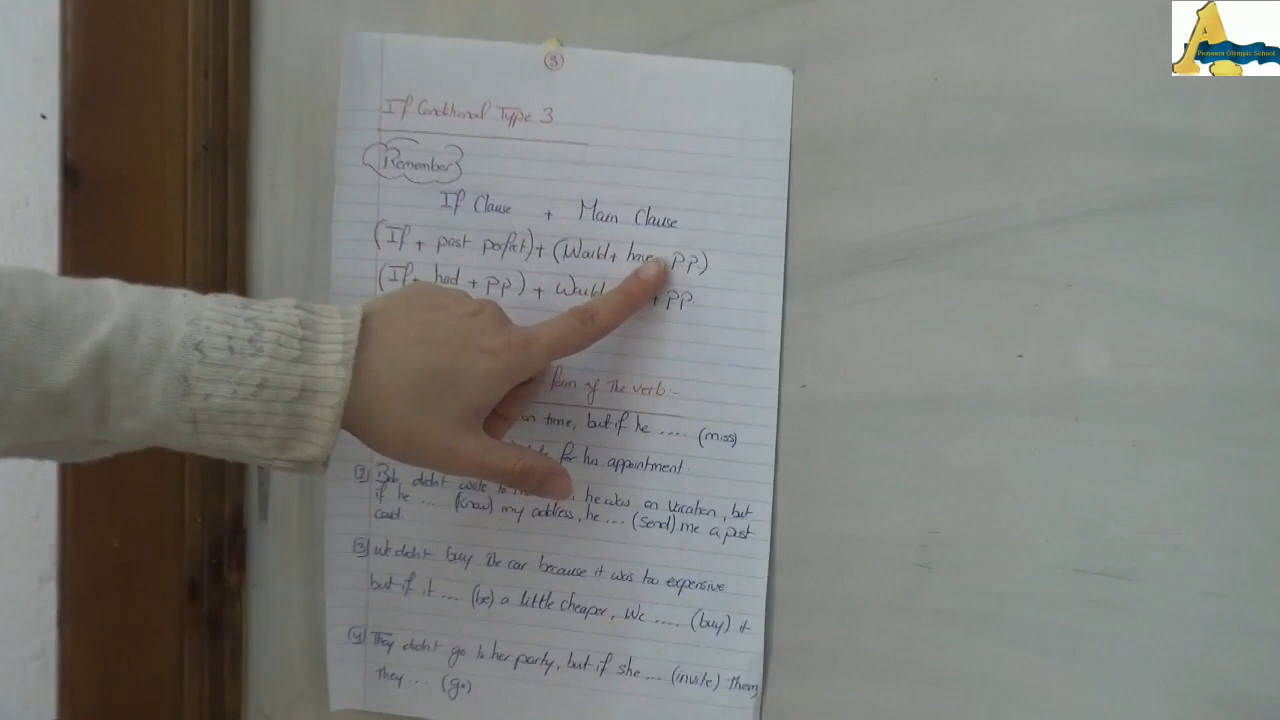 Pioneers Olympic School
3
If Conditional Type 3
Remember
If Clause + Main Clause
(If + past perfect) + (Would + have + PP)
(If + had + PP) + Would + PP
form of the verb:-
on time, but if he .... (miss)
for his appointment.
2 Bob didn't write to he was on vacation, but
if he ... (know) my address, he ... (send) me a post
card.
3 We didn't buy the car because it was too expensive
but if it ... (be) a little cheaper, we .... (buy) it
4 They didn't go to her party, but if she ... (invite) them,
they ... (go)